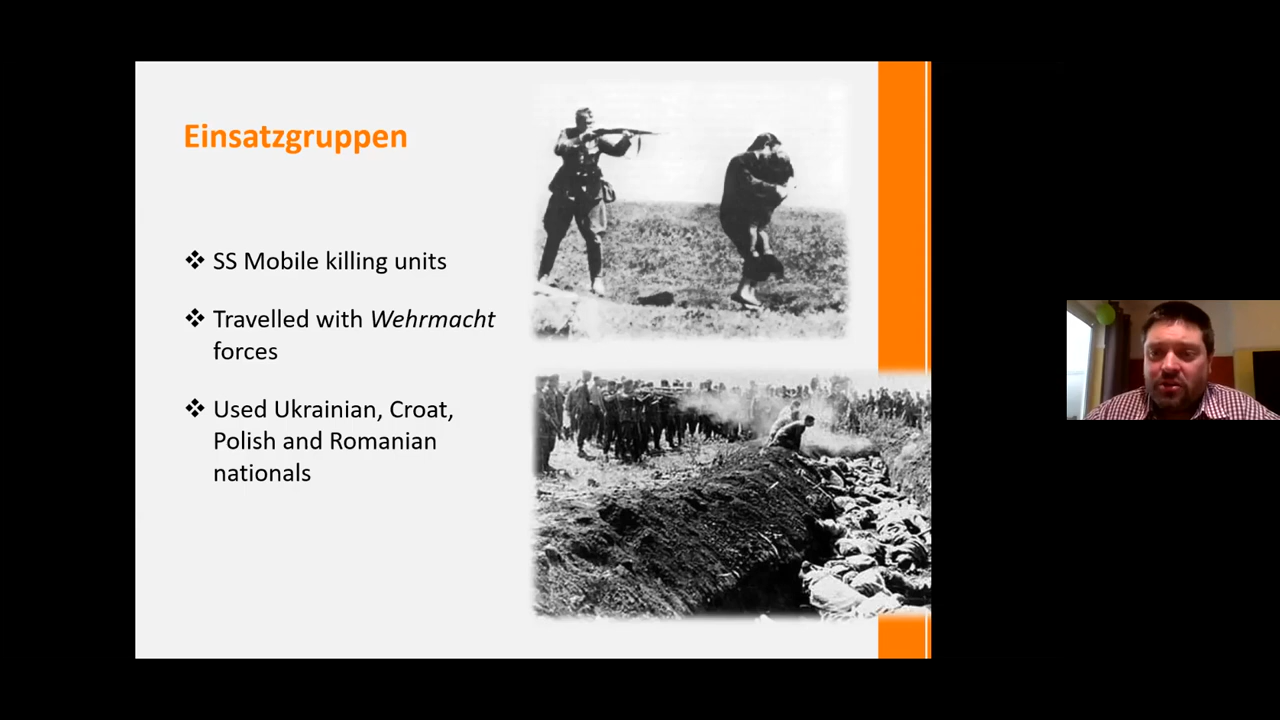 Einsatzgruppen
❖ SS Mobile killing units
❖ Travelled with Wehrmacht
forces
❖ Used Ukrainian, Croat,
Polish and Romanian
nationals